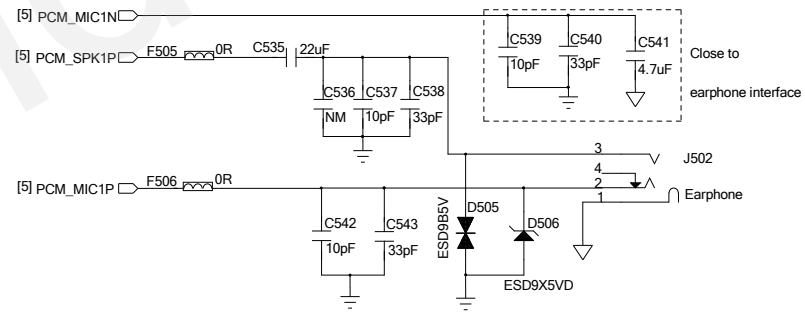 [5] PCM_MIC1N
C539
10pF
C540
33pF
C541
4.7uF
Close to
earphone interface
[5] PCM_SPK1P
F505
0R
C535
22uF
C536
NM
C537
10pF
C538
33pF
3
J502
4
2
1
Earphone
[5] PCM_MIC1P
F506
0R
C542
10pF
C543
33pF
ESD9B5V
D505
D506
ESD9X5VD